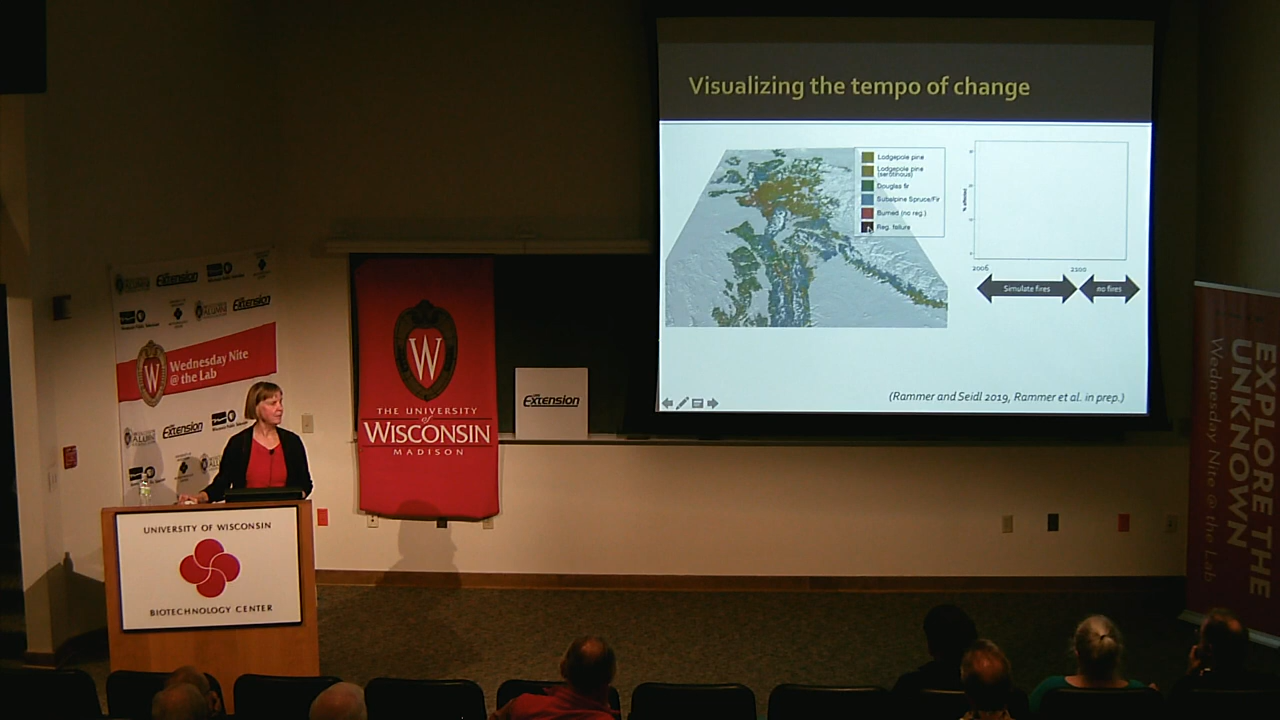 Visualizing the tempo of change
Lodgepole pine
Lodgepole pine
(serotinous)
Douglas fir
Subalpine Spruce/Fir
Burned (no reg.)
Reg. failure
% affected
2006
2100
Simulate fires
no fires
(Rammer and Seidl 2019, Rammer et al. in prep.)
Extension
Extension
Wednesday Nite
@ the Lab
Extension
W
THE UNIVERSITY
of
WISCONSIN
MADISON
Extension
UNIVERSITY OF WISCONSIN
BIOTECHNOLOGY CENTER
EXPLORE THE
UNKNOWN
Wednesday Nite @ the Lab